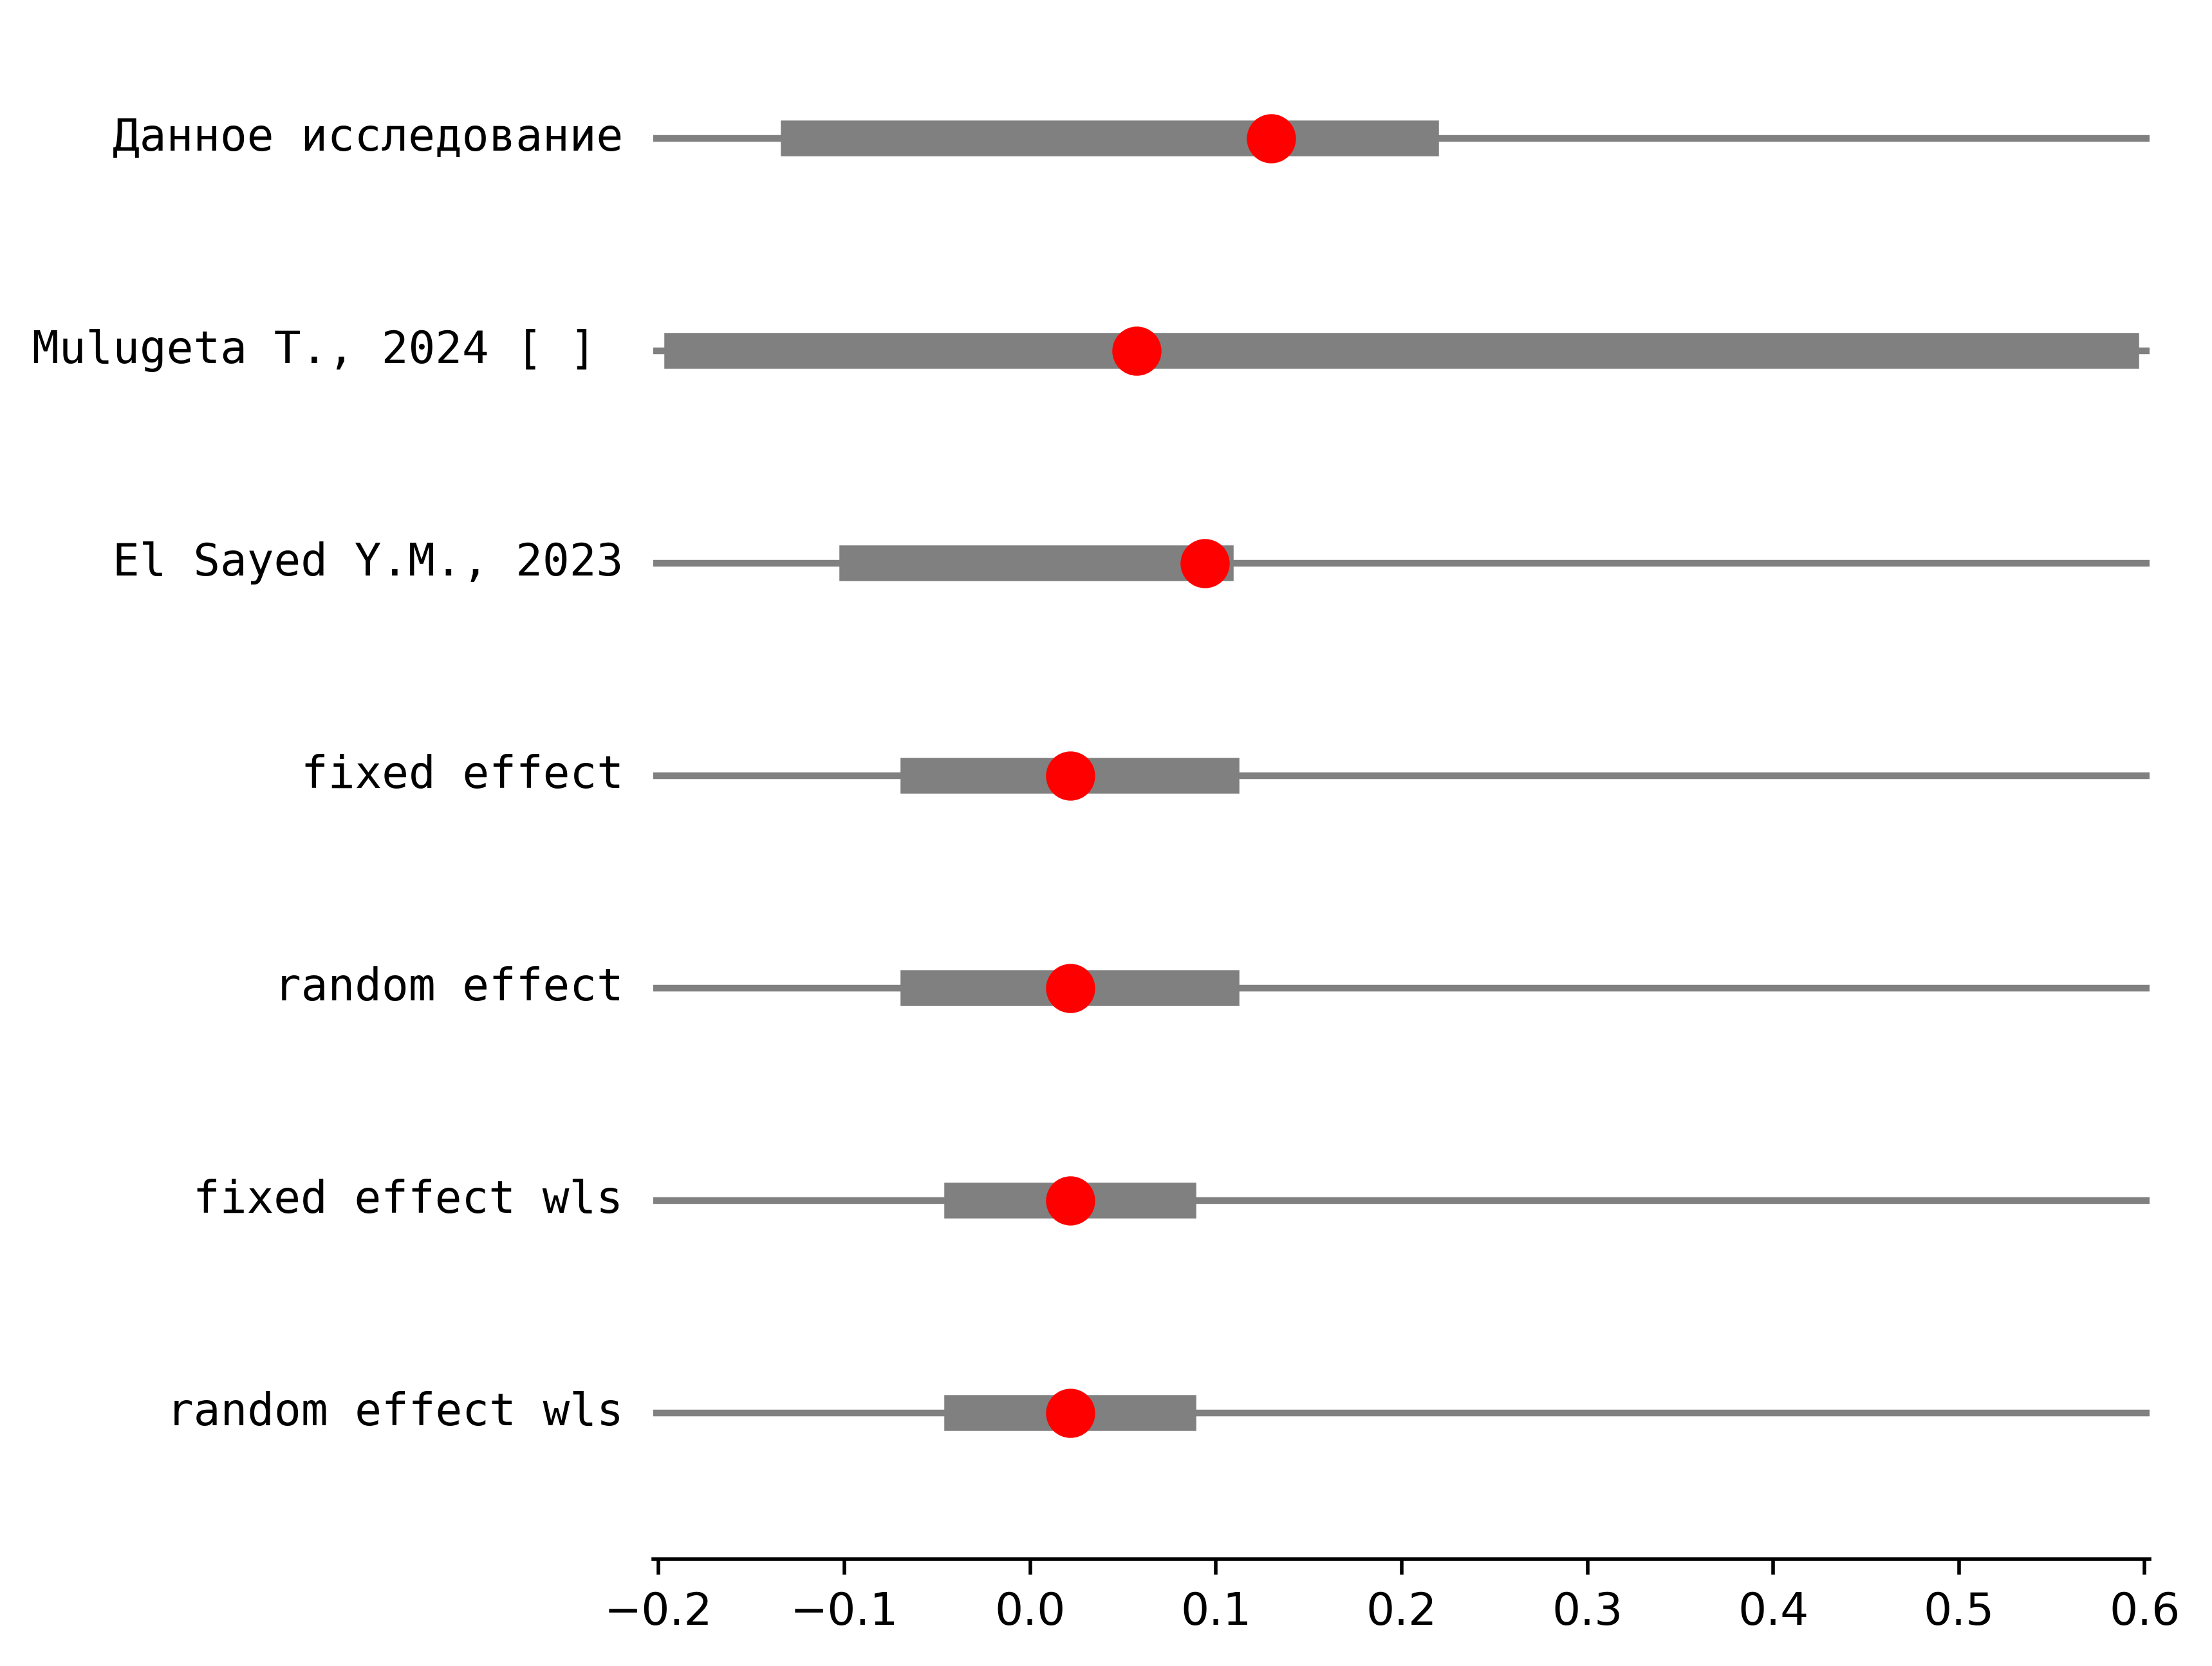 Данное исследование
Mulugeta T., 2024 [ ]
El Sayed Y.M., 2023
fixed effect
random effect
fixed effect wls
random effect wls
−0.2 −0.1 0.0 0.1 0.2 0.3 0.4 0.5 0.6